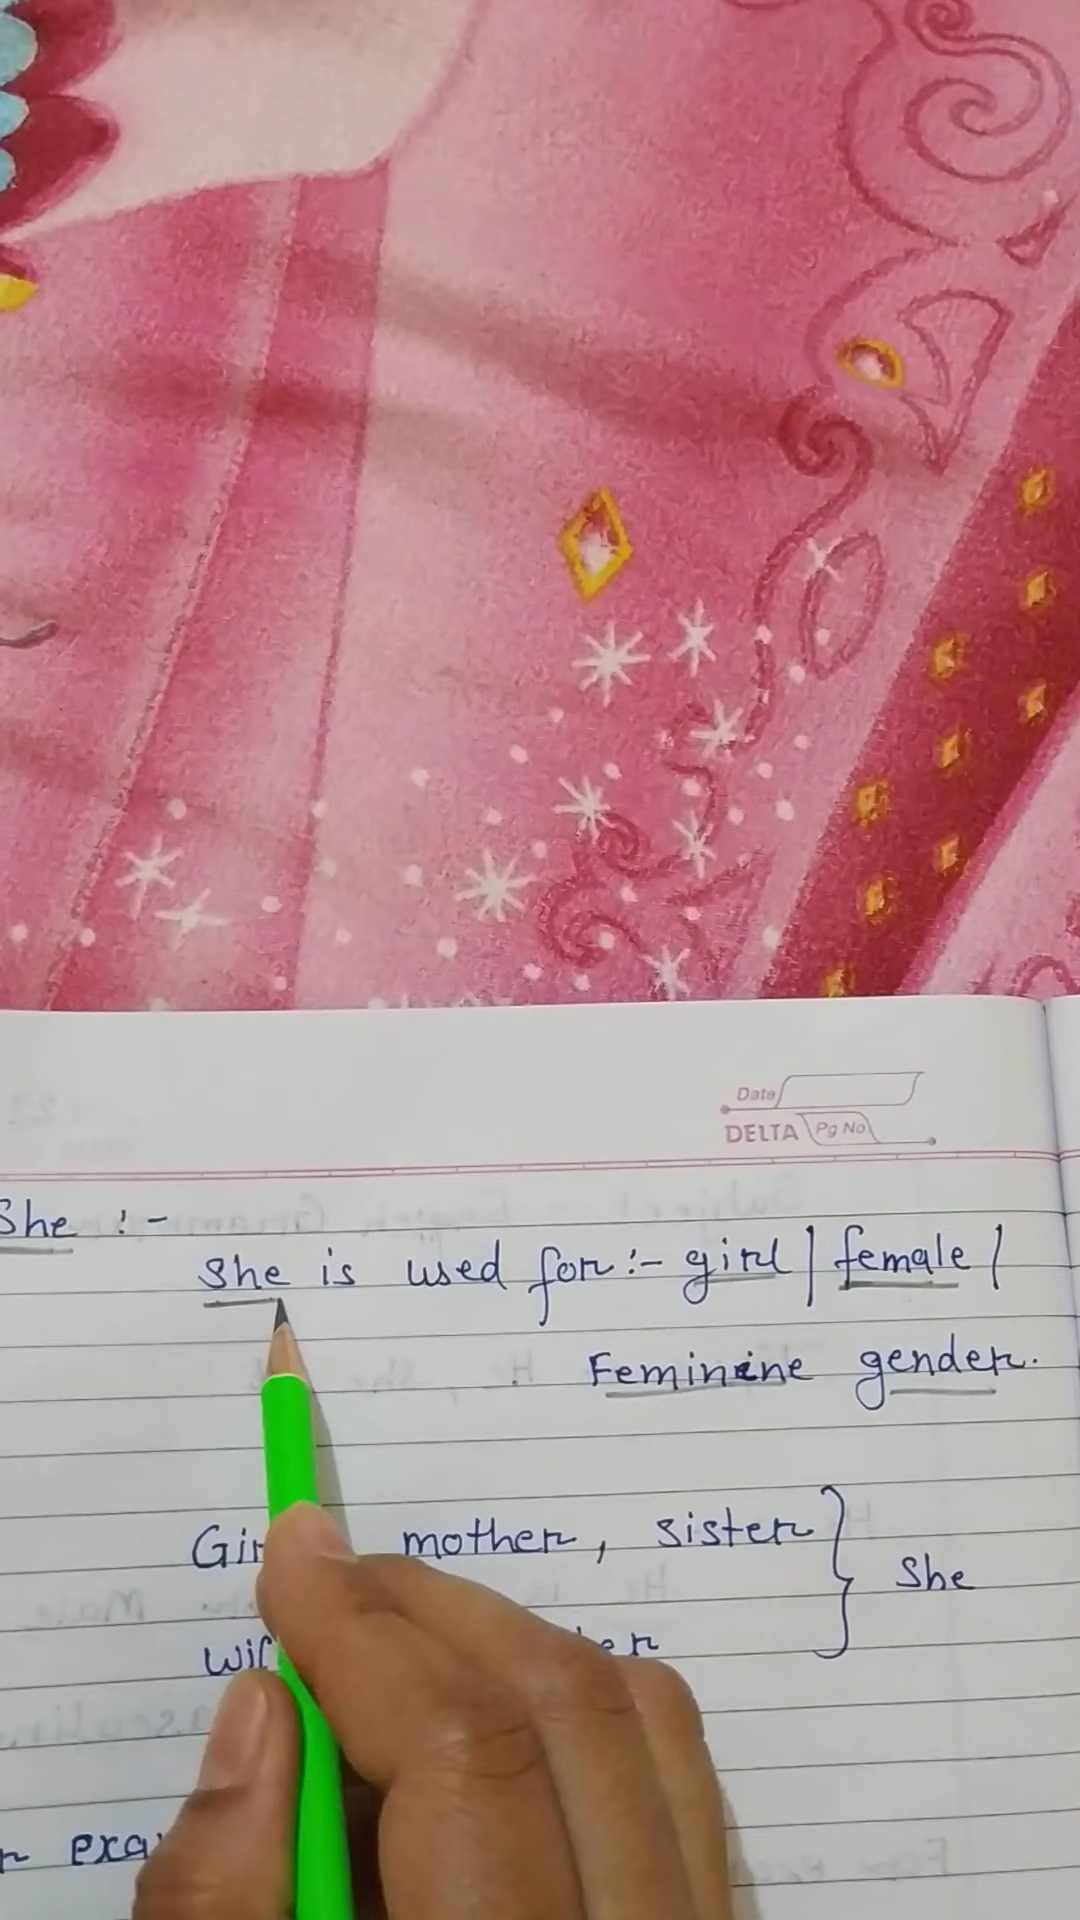 Date
DELTA Pg No
She :-
She is used for:- girl / female /
Feminine gender.
mother, sister
She